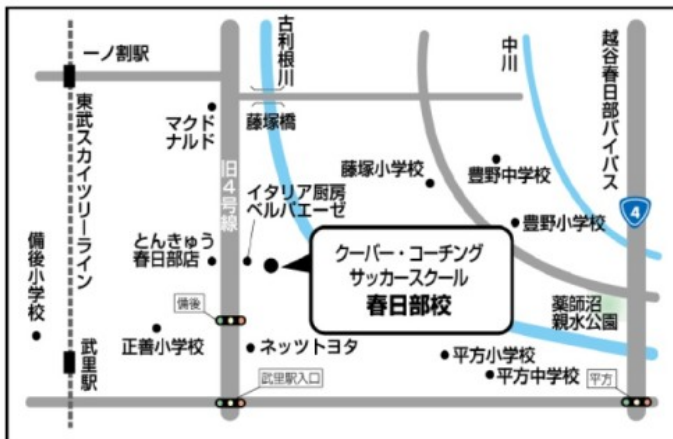 一ノ割駅
東武スカイツリーライン
備後小学校
武里駅
マクド
ナルド
旧4号線
古利根川
藤塚橋
中川
越谷春日部バイパス
4
藤塚小学校
豊野中学校
豊野小学校
イタリア厨房
ベルパエーゼ
とんきゅう
春日部店
クーバー・コーチング
サッカースクール
春日部校
備後
正善小学校
ネッツトヨタ
武里駅入口
薬師沼
親水公園
平方小学校
平方中学校
平方